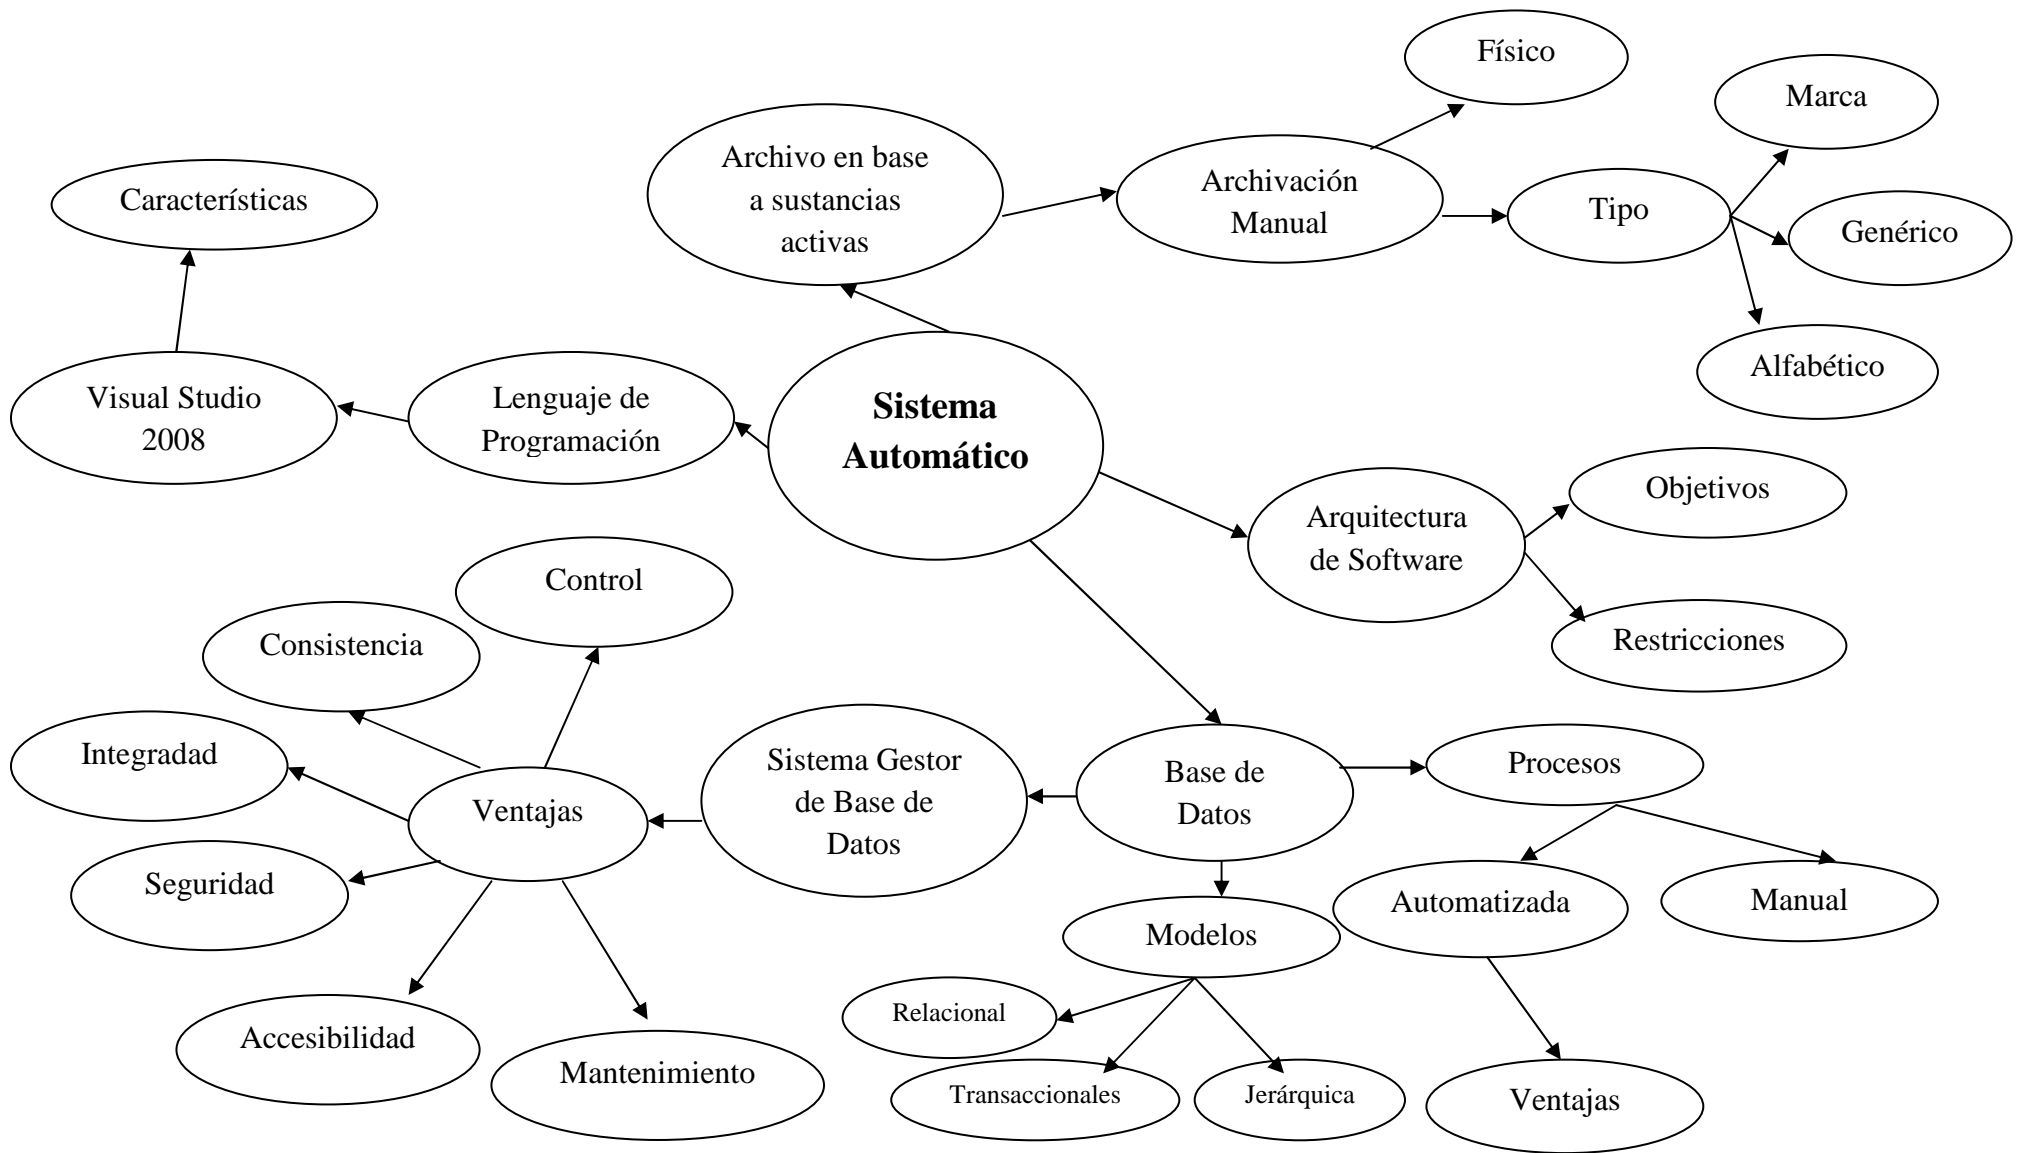 Físico
Marca
Archivo en base
a sustancias
activas
Archivación
Manual
Tipo
Genérico
Alfabético
Característicías
Visual Studio
2008
Lenguaje de
Programación
Sistema
Automático
Arquitectura
de Software
Objetivos
Restricciones
Control
Consistencia
Integradad
Seguridad
Ventajas
Accesibilidad
Mantenimiento
Sistema Gestor
de Base de
Datos
Base de
Datos
Procesos
Automatizada
Manual
Modelos
Relacional
Transaccionales
Jerárquica
Ventajas